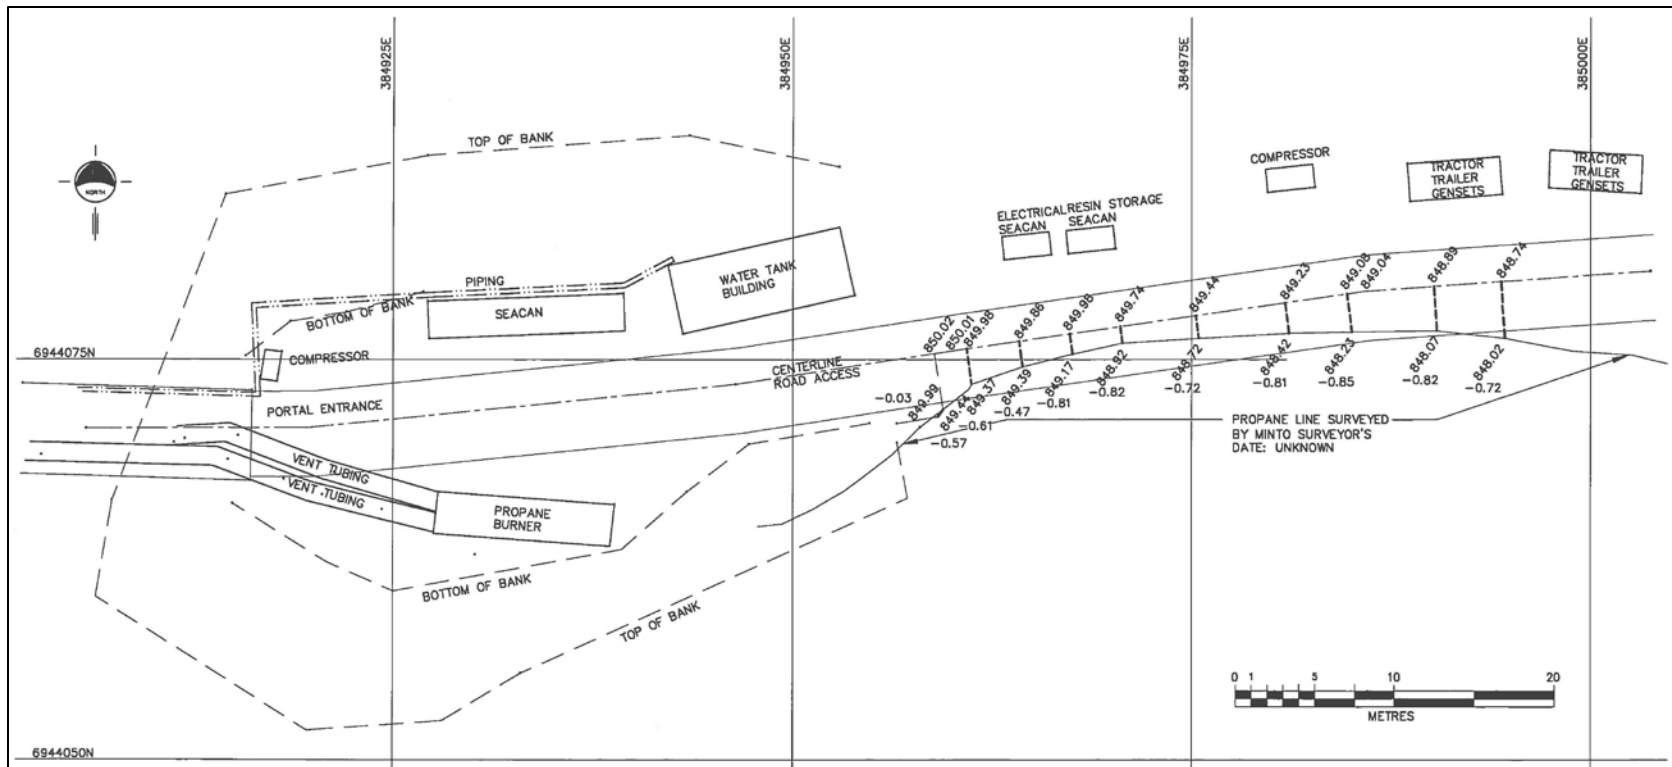 384925E
384950E
384975E
385000E
TOP OF BANK
NORTH
COMPRESSOR
TRACTOR
TRAILER
GENSETS
TRACTOR
TRAILER
GENSETS
ELECTRICAL
SEACAN
RESIN STORAGE
SEACAN
PIPING
BOTTOM OF BANK
SEACAN
WATER TANK
BUILDING
6944075N
COMPRESSOR
PORTAL ENTRANCE
CENTERLINE
ROAD ACCESS
850.02
850.01
849.98
849.86
849.98
849.74
849.44
849.23
849.08
849.04
848.89
848.74
849.99
849.44
849.37
849.39
849.17
848.92
848.72
848.42
848.23
848.07
848.02
-0.03
-0.57
-0.61
-0.47
-0.81
-0.82
-0.72
-0.81
-0.85
-0.82
-0.72
PROPANE LINE SURVEYED
BY MINTO SURVEYOR'S
DATE: UNKNOWN
VENT TUBING
VENT TUBING
PROPANE
BURNER
BOTTOM OF BANK
TOP OF BANK
0 1 5 10 20
METRES
6944050N